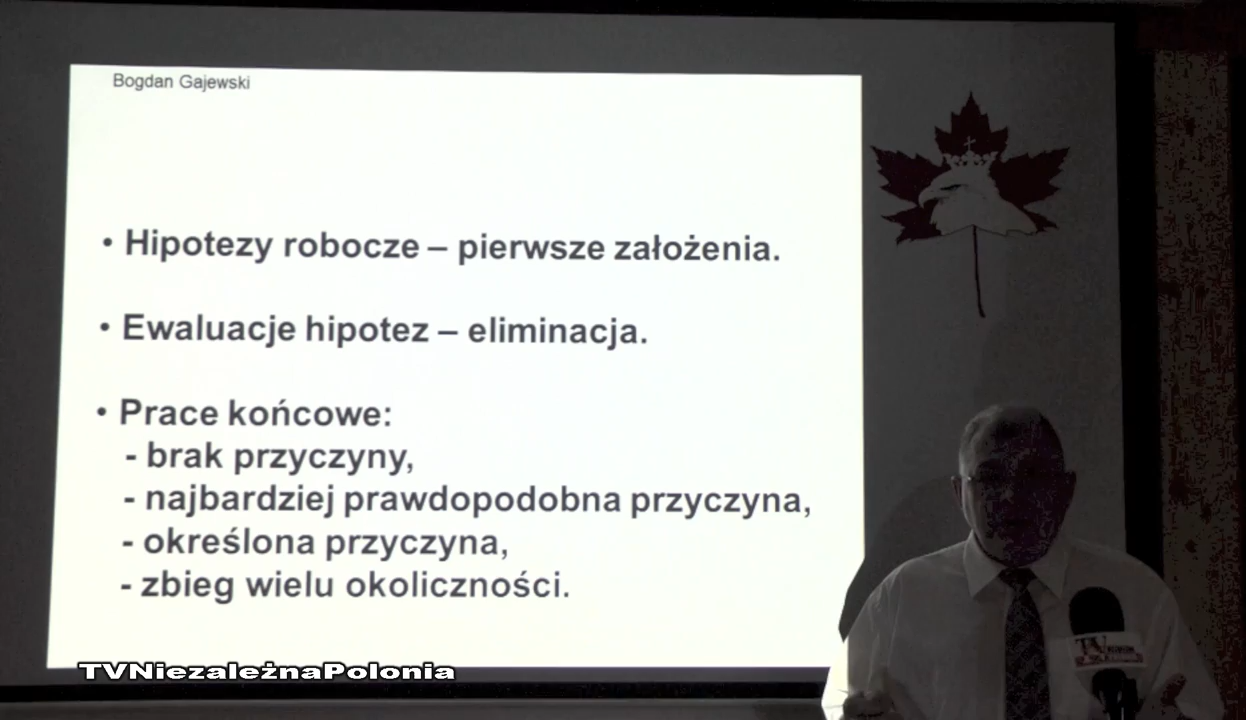 Bogdan Gajewski
• Hipotezy robocze – pierwsze założenia.
• Ewaluacje hipotez – eliminacja.
• Prace końcowe:
- brak przyczyny,
- najbardziej prawdopodobna przyczyna,
- określona przyczyna,
- zbieg wielu okoliczności.
TVNiezależnaPolonia
TV